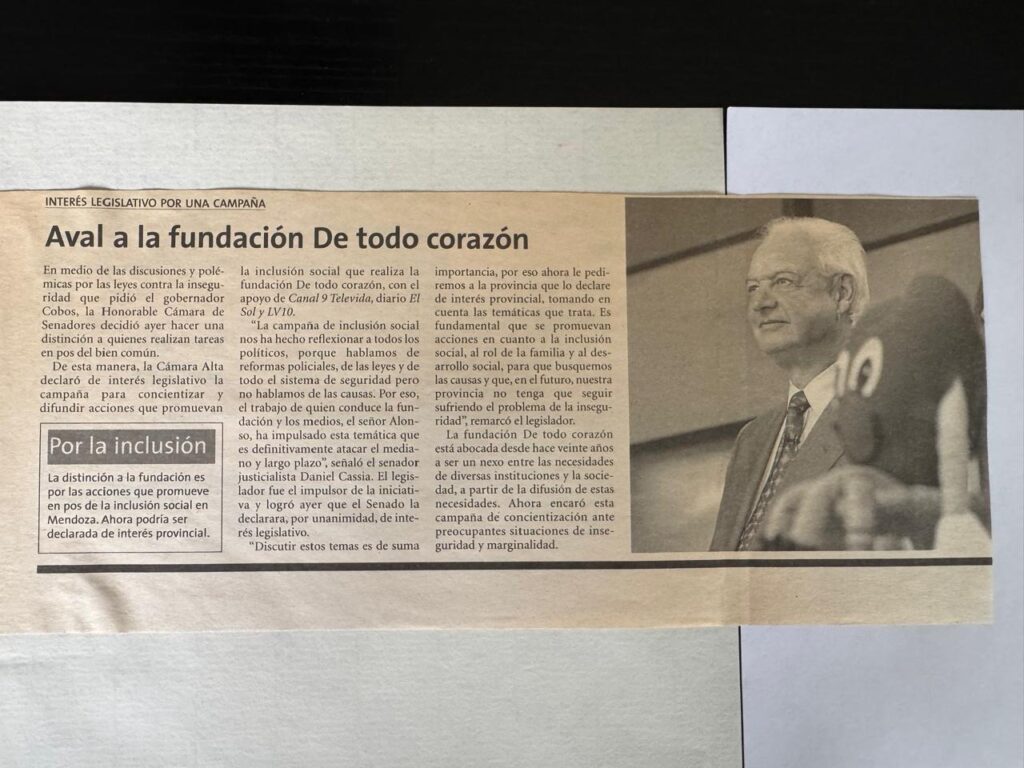 INTERÉS LEGISLATIVO POR UNA CAMPAÑA
Aval a la fundación De todo corazón
En medio de las discusiones y polé-
micas por las leyes contra la insegu-
ridad que pidió el gobernador
Cobos, la Honorable Cámara de
Senadores decidió ayer hacer una
distinción a quienes realizan tareas
en pos del bien común.
De esta manera, la Cámara Alta
declaró de interés legislativo la
campaña para concientizar y
difundir acciones que promuevan
Por la inclusión
La distinción a la fundación es
por las acciones que promueve
en pos de la inclusión social en
Mendoza. Ahora podría ser
declarada de interés provincial.
la inclusión social que realiza la
fundación De todo corazón, con el
apoyo de Canal 9 Televida, diario El
Sol y LV10.
“La campaña de inclusión social
nos ha hecho reflexionar a todos los
políticos, porque hablamos de
reformas policiales, de las leyes y de
todo el sistema de seguridad pero
no hablamos de las causas. Por eso,
el trabajo de quien conduce la fun-
dación y los medios, el señor Alon-
so, ha impulsado esta temática que
es definitivamente atacar el media-
no y largo plazo”, señaló el senador
justicialista Daniel Cassia. El legis-
lador fue el impulsor de la iniciati-
va y logró ayer que el Senado la
declarara, por unanimidad, de inte-
rés legislativo.
“Discutir estos temas es de suma
importancia, por eso ahora le pedi-
remos a la provincia que lo declare
de interés provincial, tomando en
cuenta las temáticas que trata. Es
fundamental que se promuevan
acciones en cuanto a la inclusión
social, al rol de la familia y al des-
arrollo social, para que busquemos
las causas y que, en el futuro, nuestra
provincia no tenga que seguir
sufriendo el problema de la insegu-
ridad”, remarcó el legislador.
La fundación De todo corazón
está abocada desde hace veinte años
a ser un nexo entre las necesidades
de diversas instituciones y la socie-
dad, a partir de la difusión de estas
necesidades. Ahora encaró esta
campaña de concientización ante
preocupantes situaciones de inse-
guridad y marginalidad.
10